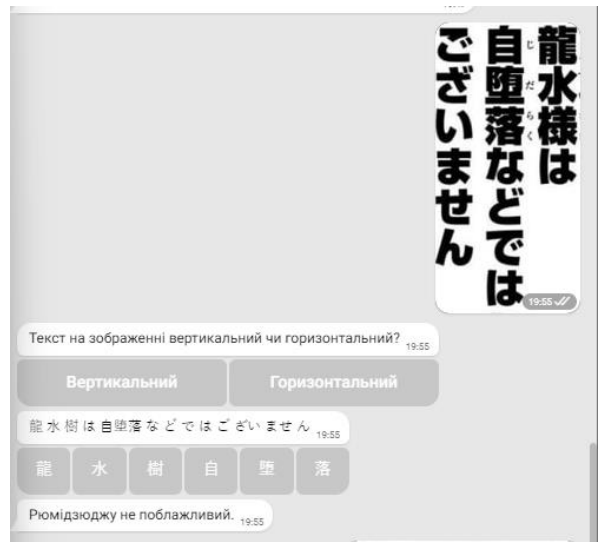 龍水様は
自堕落などでは
ございません
じだらく
19:55
Текст на зображенні вертикальний чи горизонтальний?
19:55
Вертикальний
Горизонтальний
龍 水 樹 は 自堕落 な ど で は ご ざい ませ ん
19:55
龍
水
樹
自
堕
落
Рюмідзюджу не поблажливий.
19:55